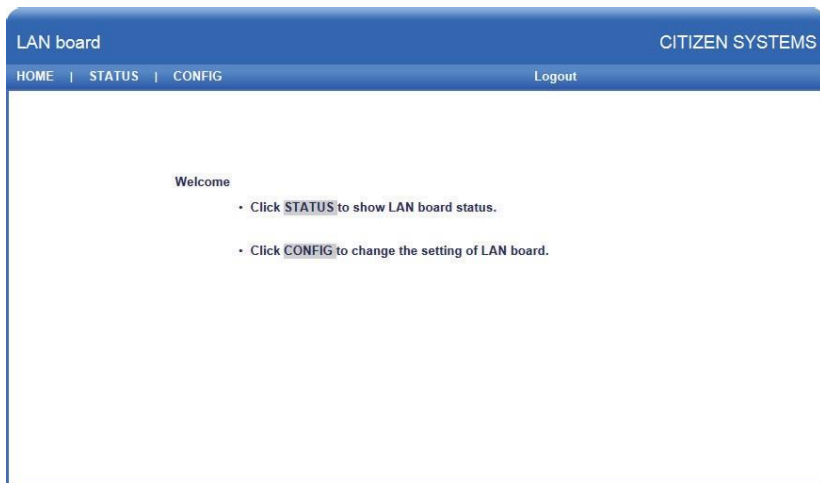 LAN board
CITIZEN SYSTEMS
HOME | STATUS | CONFIG
Logout
Welcome
• Click STATUS to show LAN board status.
• Click CONFIG to change the setting of LAN board.